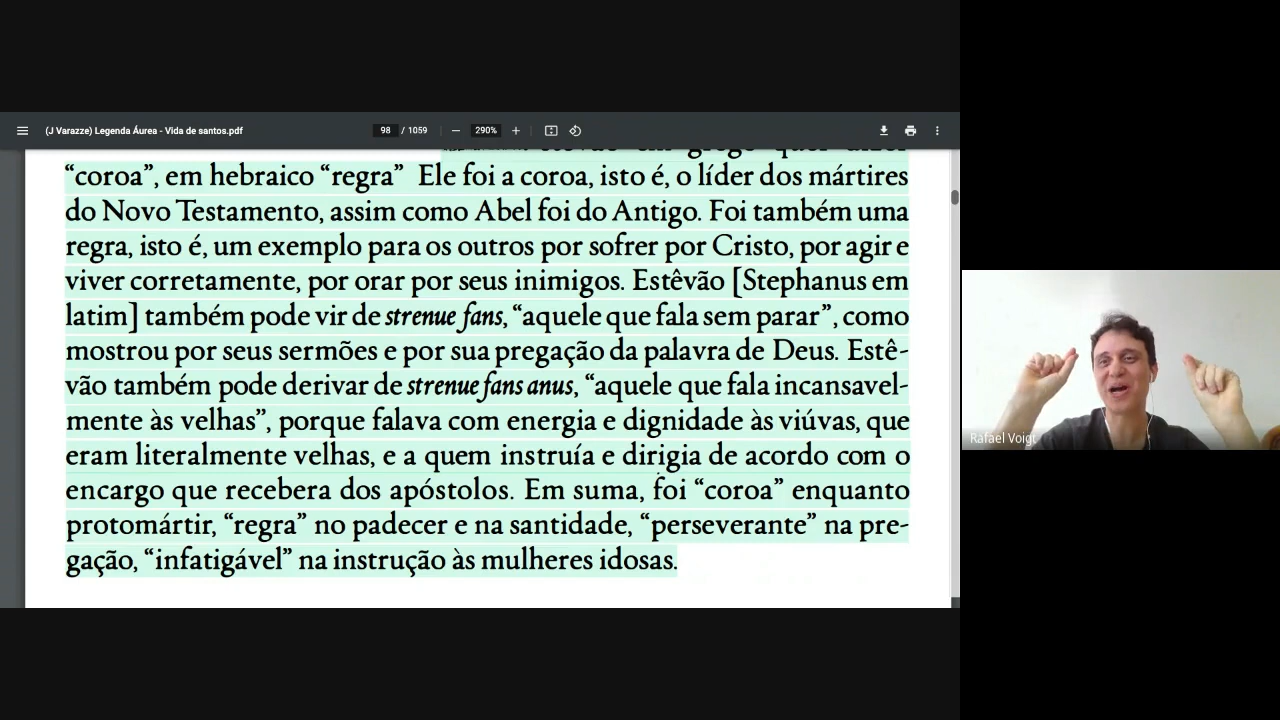 (J Varazze) Legenda Áurea - Vida de santos.pdf
98 / 1059
290%
“coroa”, em hebraico “regra” Ele foi a coroa, isto é, o líder dos mártires
do Novo Testamento, assim como Abel foi do Antigo. Foi também uma
regra, isto é, um exemplo para os outros por sofrer por Cristo, por agir e
viver corretamente, por orar por seus inimigos. Estêvão [Stephanus em
latim] também pode vir de strenue fans, “aquele que fala sem parar”, como
mostrou por seus sermões e por sua pregação da palavra de Deus. Estê-
vão também pode derivar de strenue fans anus, “aquele que fala incansavel-
mente às velhas”, porque falava com energia e dignidade às viúvas, que
eram literalmente velhas, e a quem instruía e dirigia de acordo com o
encargo que recebera dos apóstolos. Em suma, foi “coroa” enquanto
protomártir, “regra” no padecer e na santidade, “perseverante” na pre-
gação, “infatigável” na instrução às mulheres idosas.
Rafael Voigt